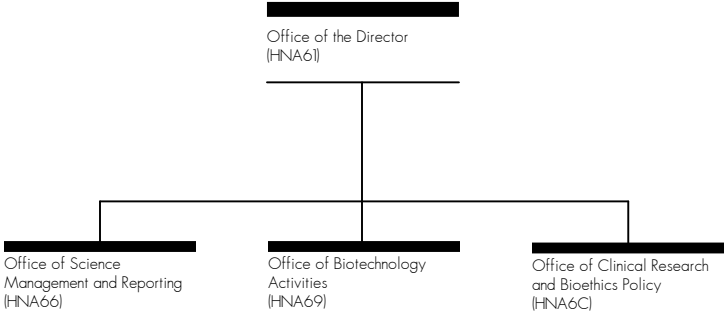 Office of the Director
(HNA61)
Office of Science
Management and Reporting
(HNA66)
Office of Biotechnology
Activities
(HNA69)
Office of Clinical Research
and Bioethics Policy
(HNA6C)